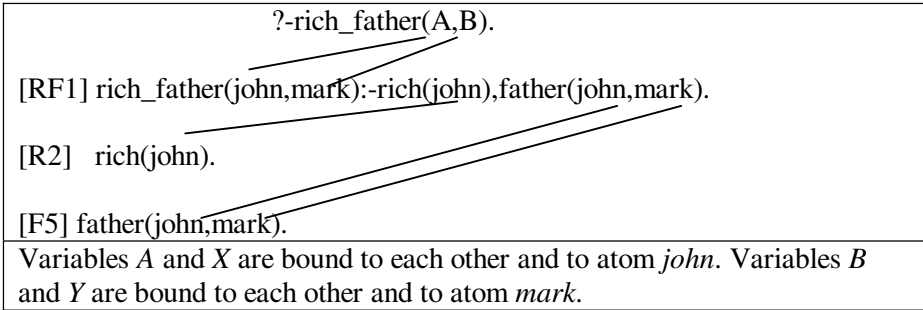 ?-rich_father(A,B).
[RF1] rich_father(john,mark):-rich(john),father(john,mark).
[R2] rich(john).
[F5] father(john,mark).
Variables A and X are bound to each other and to atom john. Variables B
and Y are bound to each other and to atom mark.